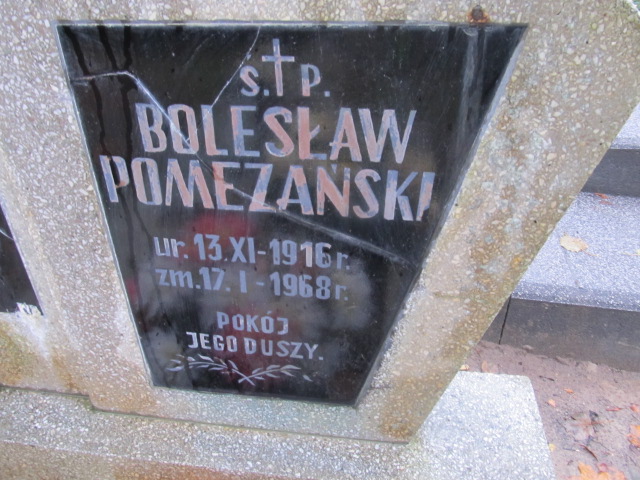 Ś.†P.
BOLESŁAW
POMEZAŃSKI
ur. 13.XI-1916 r.
zm.17.I-1968 r.
POKÓJ
JEGO DUSZY.